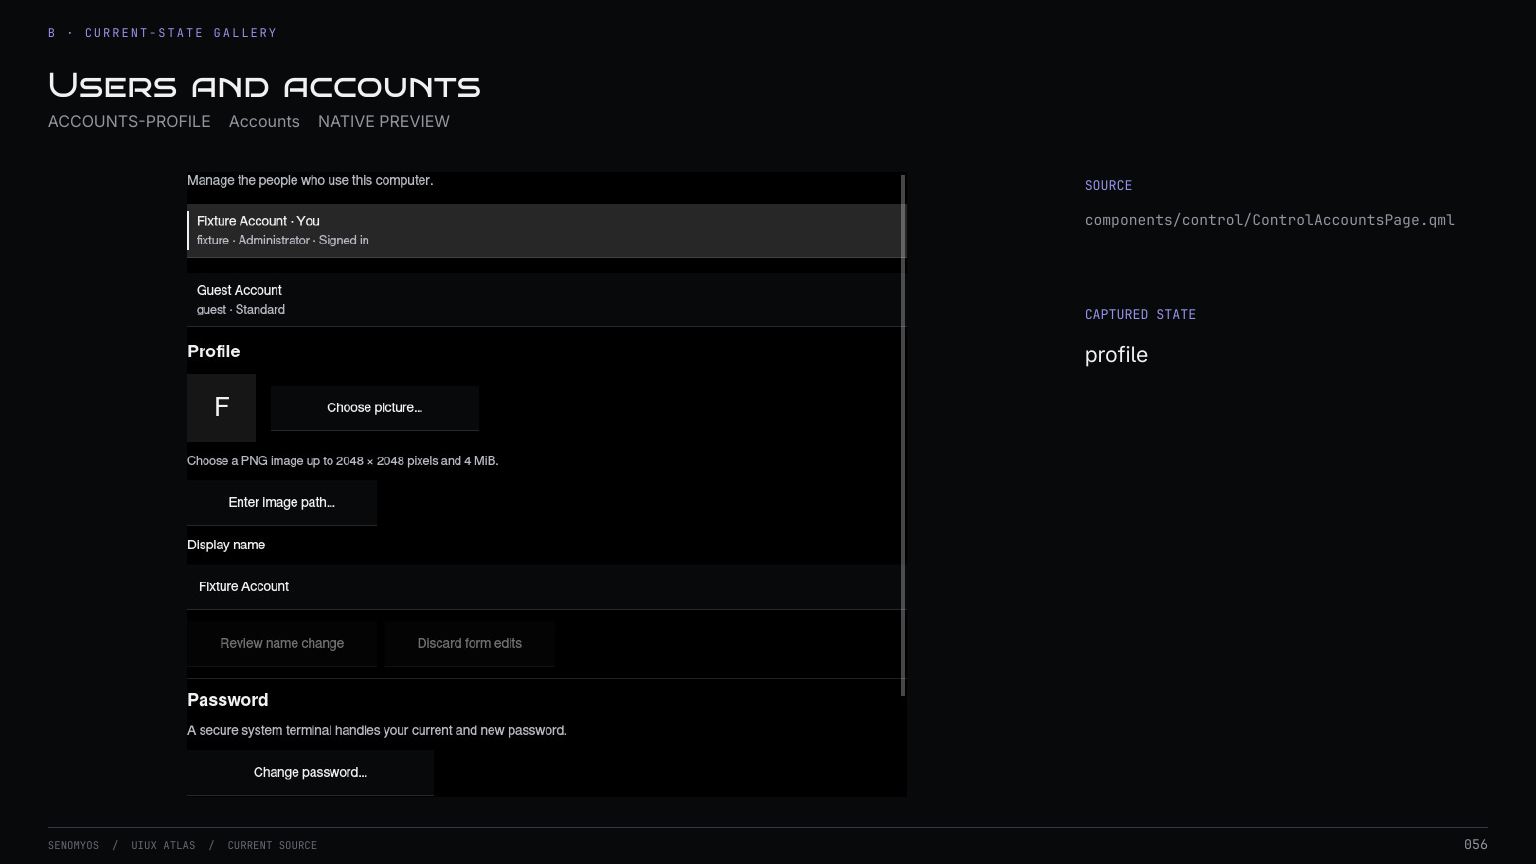 B · CURRENT-STATE GALLERY
USERS AND ACCOUNTS
ACCOUNTS-PROFILE Accounts NATIVE PREVIEW
Manage the people who use this computer.
Fixture Account · You
fixture · Administrator · Signed in
Guest Account
guest · Standard
Profile
F
Choose picture...
Choose a PNG image up to 2048 × 2048 pixels and 4 MiB.
Enter image path...
Display name
Fixture Account
Review name change
Discard form edits
Password
A secure system terminal handles your current and new password.
Change password...
SOURCE
components/control/ControlAccountsPage.qml
CAPTURED STATE
profile
SENOMYOS / UIUX ATLAS / CURRENT SOURCE
056